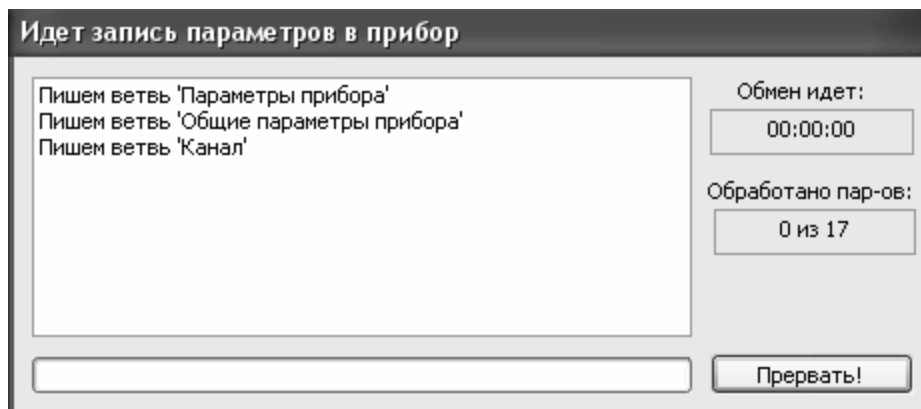 Идет запись параметров в прибор
Пишем ветвь 'Параметры прибора'
Пишем ветвь 'Общие параметры прибора'
Пишем ветвь 'Канал'
Обмен идет:
00:00:00
Обработано пар-ов:
0 из 17
Прервать!